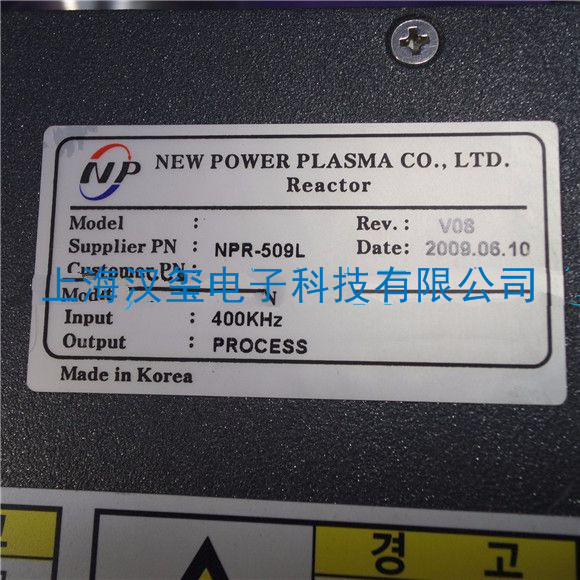 NP NEW POWER PLASMA CO., LTD.
Reactor
Model : Rev. : V08
Supplier PN : NPR-509L Date: 2009.06.10
Customer PN :
上海汉玺电子科技有限公司
Input : 400KHz
Output : PROCESS
Made in Korea
경 고